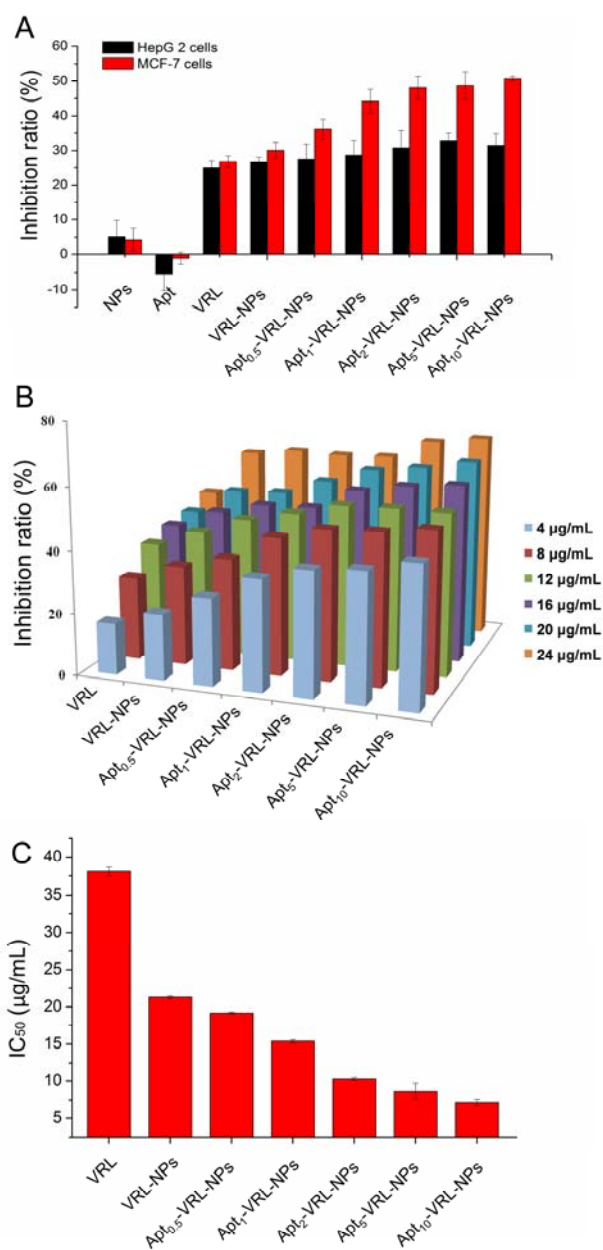 A
HepG 2 cells
MCF-7 cells
Inhibition ratio (%)
60
50
40
30
20
10
0
-10
NPs
Apt
VRL
VRL-NPs
Apt0.5-VRL-NPs
Apt1-VRL-NPs
Apt2-VRL-NPs
Apt5-VRL-NPs
Apt10-VRL-NPs
B
Inhibition ratio (%)
80
60
40
20
0
VRL
VRL-NPs
Apt0.5-VRL-NPs
Apt1-VRL-NPs
Apt2-VRL-NPs
Apt5-VRL-NPs
Apt10-VRL-NPs
4 µg/mL
8 µg/mL
12 µg/mL
16 µg/mL
20 µg/mL
24 µg/mL
C
IC50 (µg/mL)
40
35
30
25
20
15
10
5
VRL
VRL-NPs
Apt0.5-VRL-NPs
Apt1-VRL-NPs
Apt2-VRL-NPs
Apt5-VRL-NPs
Apt10-VRL-NPs